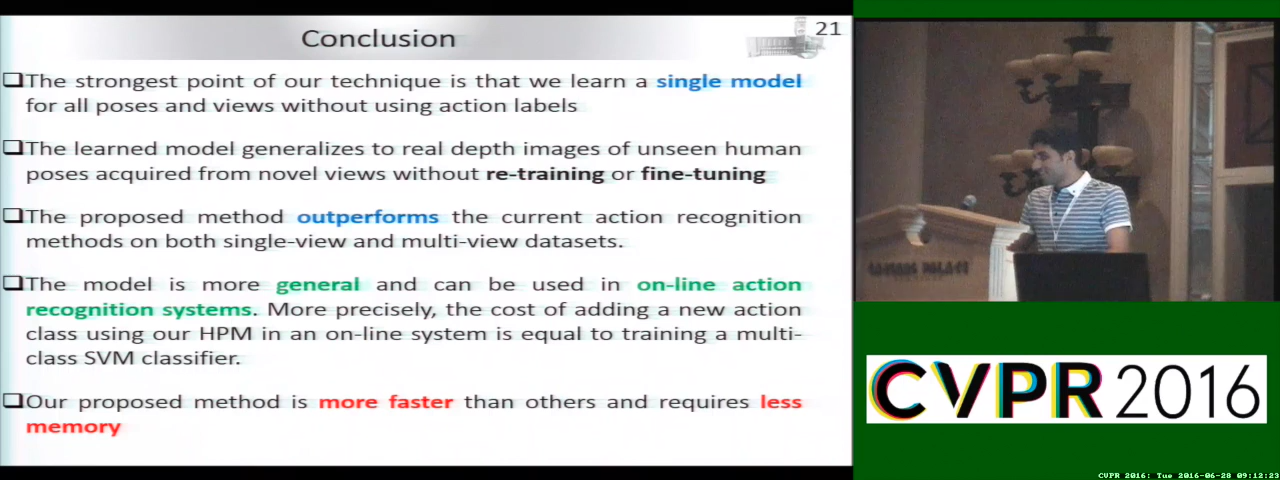 Conclusion
21
The strongest point of our technique is that we learn a single model
for all poses and views without using action labels
The learned model generalizes to real depth images of unseen human
poses acquired from novel views without re-training or fine-tuning
The proposed method outperforms the current action recognition
methods on both single-view and multi-view datasets.
The model is more general and can be used in on-line action
recognition systems. More precisely, the cost of adding a new action
class using our HPM in an on-line system is equal to training a multi-
class SVM classifier.
Our proposed method is more faster than others and requires less
memory
CAESARS PALACE
CVPR 2016
CVPR 2016: Tue 2016-06-28 09:12:23